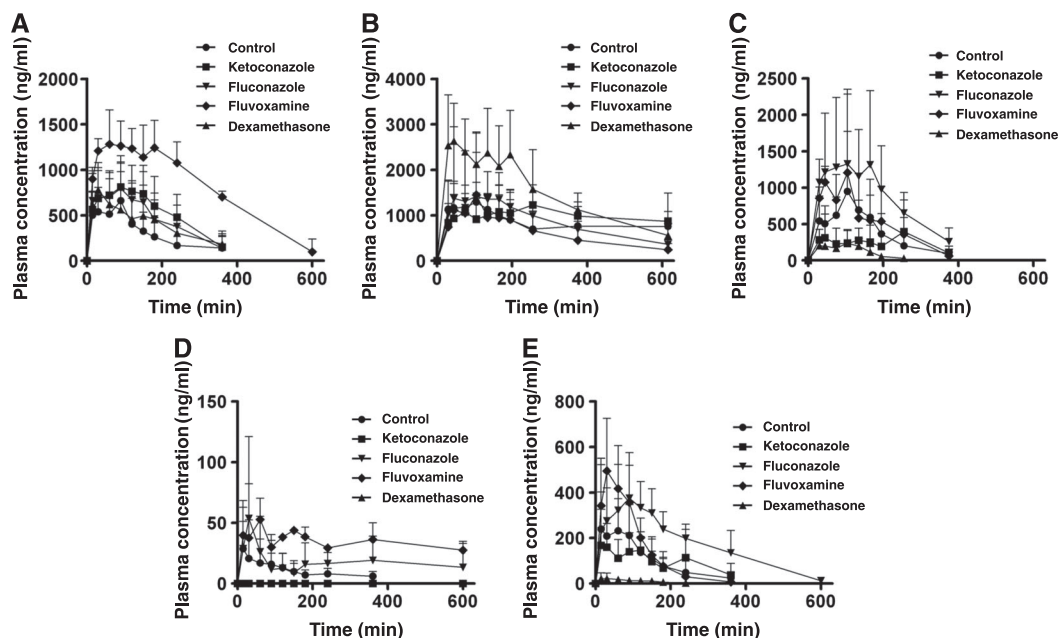 A
Plasma concentration (ng/ml)
2000
1500
1000
500
0
0
200
400
600
Time (min)
Control
Ketoconazole
Fluconazole
Fluvoxamine
Dexamethasone
B
Plasma concentration (ng/ml)
4000
3000
2000
1000
0
0
200
400
600
Time (min)
Control
Ketoconazole
Fluconazole
Fluvoxamine
Dexamethasone
C
Plasma concentration (ng/ml)
2500
2000
1500
1000
500
0
0
200
400
600
Time (min)
Control
Ketoconazole
Fluconazole
Fluvoxamine
Dexamethasone
D
Plasma concentration (ng/ml)
150
100
50
0
0
200
400
600
Time (min)
Control
Ketoconazole
Fluconazole
Fluvoxamine
Dexamethasone
E
Plasma concentration (ng/ml)
800
600
400
200
0
0
200
400
600
Time (min)
Control
Ketoconazole
Fluconazole
Fluvoxamine
Dexamethasone